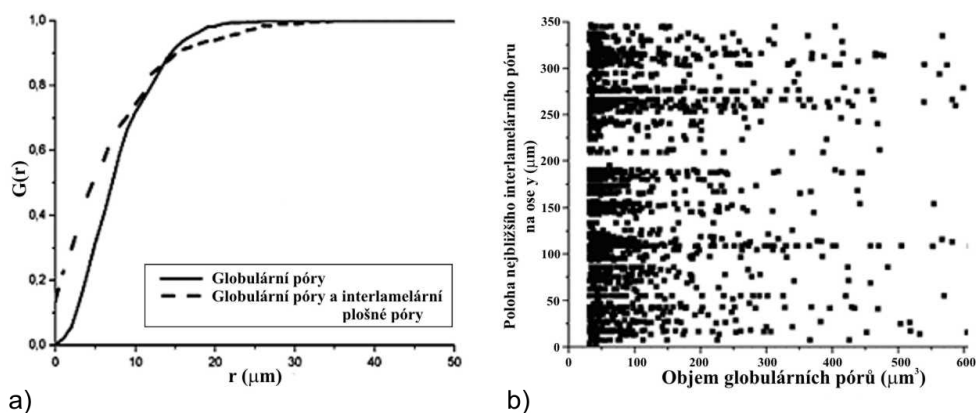 1,0
0,8
0,6
0,4
0,2
0,0
G(r)
Globulární póry
Globulární póry a interlamelární
plošné póry
0 10 20 30 40 50
r (μm)
a)
350
300
250
200
150
100
50
0
Poloha nejbližšího interlamelárního póru
na ose y (μm)
0 50 100 200 300 400 500 600
Objem globulárních pórů (μm³)
b)